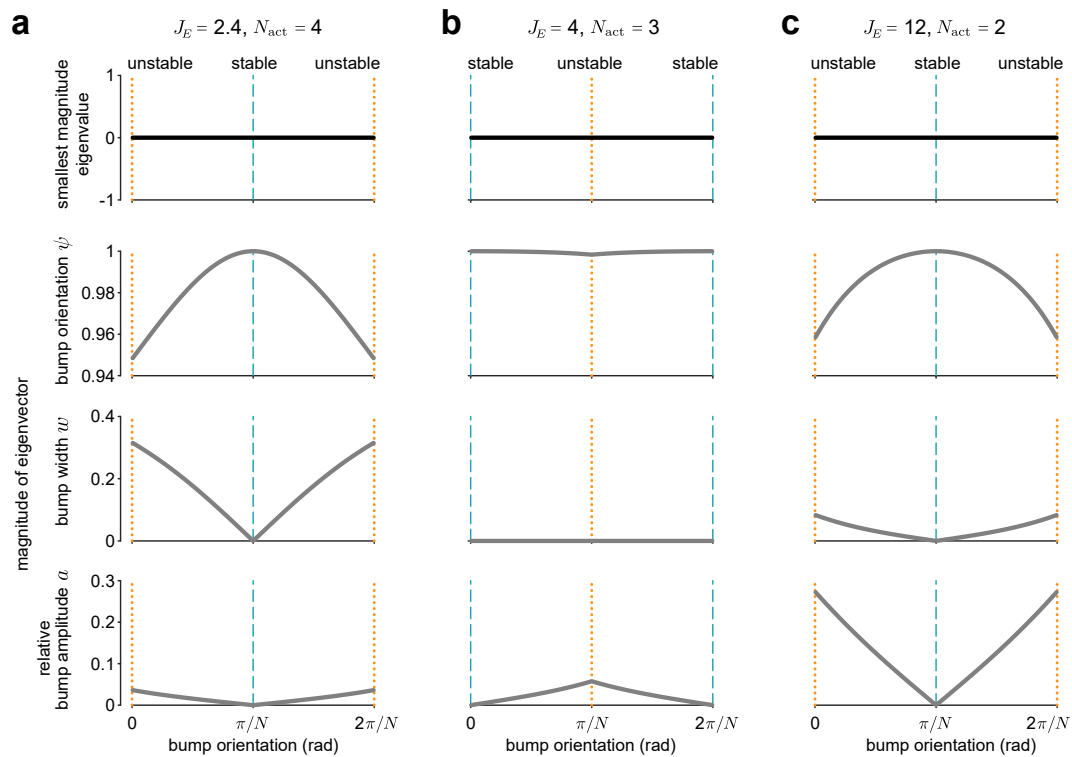 a
b
c
J_E = 2.4, N_act = 4
J_E = 4, N_act = 3
J_E = 12, N_act = 2
unstable stable unstable
stable unstable stable
unstable stable unstable
smallest magnitude
eigenvalue
1
0
-1
magnitude of eigenvector
bump orientation ψ
1
0.98
0.96
0.94
bump width w
0.4
0.2
0
relative
bump amplitude a
0.3
0.2
0.1
0
0 π/N 2π/N
bump orientation (rad)
0 π/N 2π/N
bump orientation (rad)
0 π/N 2π/N
bump orientation (rad)